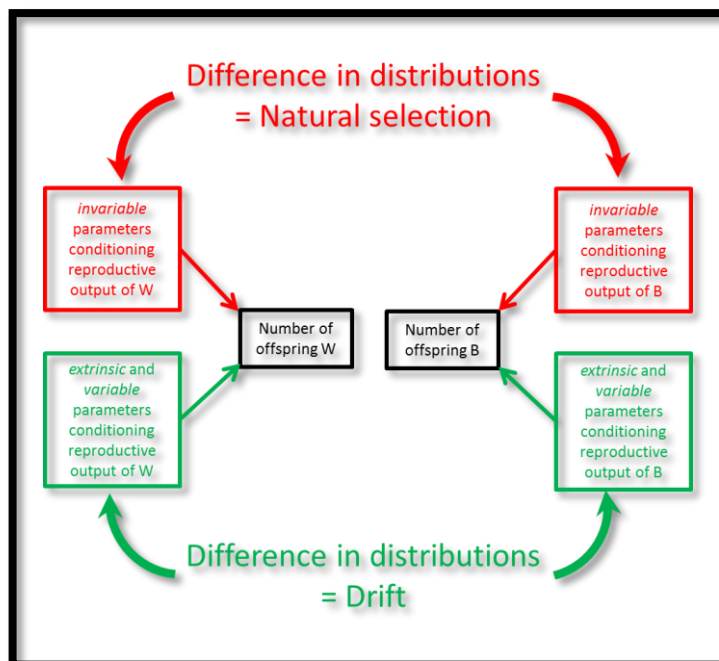 Difference in distributions
= Natural selection
invariable
parameters
conditioning
reproductive
output of W
invariable
parameters
conditioning
reproductive
output of B
Number of
offspring W
Number of
offspring B
extrinsic and
variable
parameters
conditioning
reproductive
output of W
extrinsic and
variable
parameters
conditioning
reproductive
output of B
Difference in distributions
= Drift